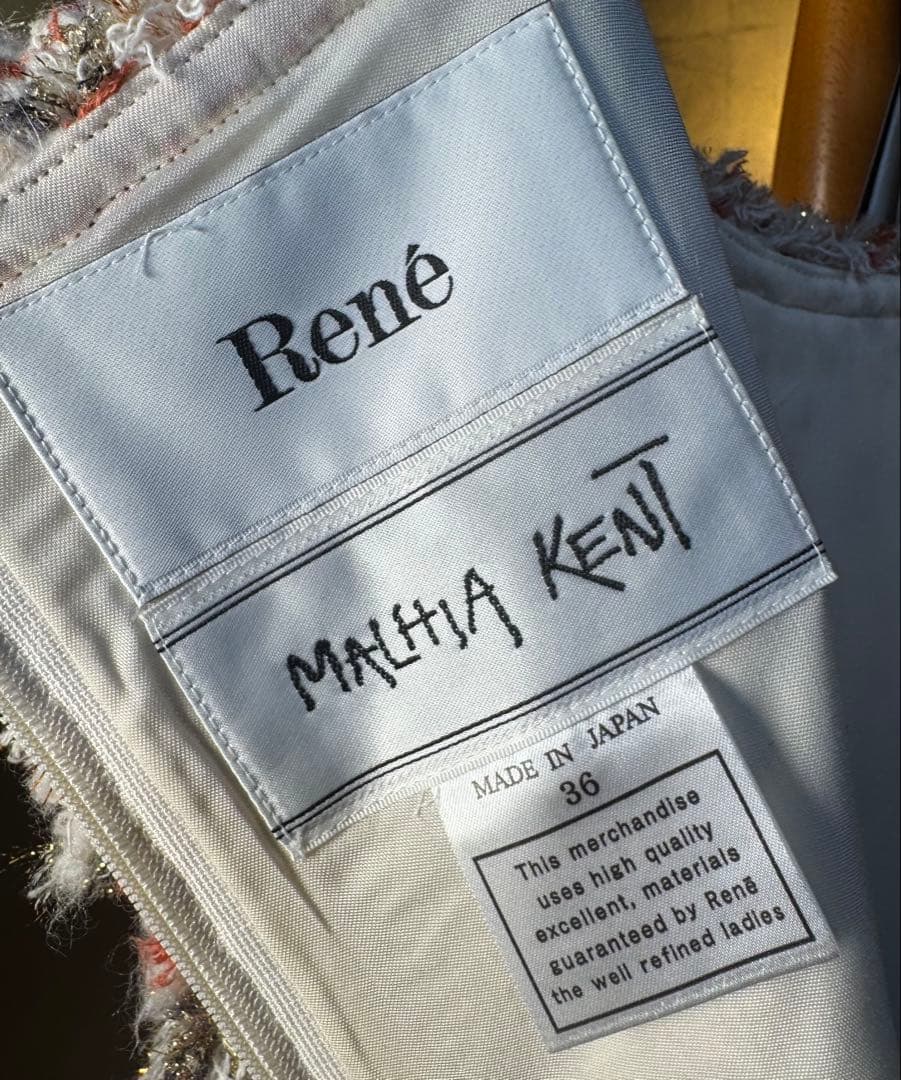 René
MALHIA KENT
MADE IN JAPAN
36
This merchandise
uses high quality
excellent, materials
guaranteed by Renē
the well refined ladies